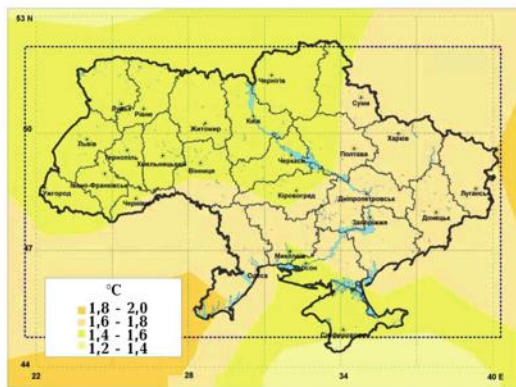 53 N
Чернігів
Суми
Луцьк
Рівне
50
Київ
Житомир
Харків
Львів
Полтава
Тернопіль
Хмельницький
Черкаси
Вінниця
Івано-Франківськ
Луганськ
Ужгород
Кіровоград
Дніпропетровськ
Чернівці
Донецьк
Запоріжжя
47
Миколаїв
Херсон
Одеса
°C
1,8 - 2,0
1,6 - 1,8
1,4 - 1,6
1,2 - 1,4
Сімферополь
44
22 28 34 40 E